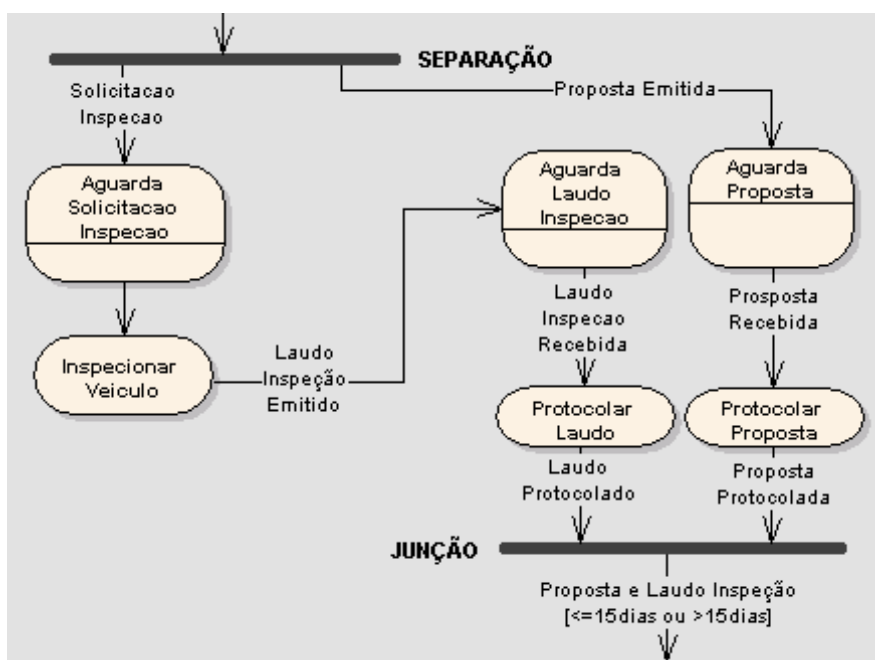 SEPARAÇÃO
Solicitacao
Inspecao
Proposta Emitida
Aguarda
Solicitacao
Inspecao
Aguarda
Laudo
Inspecao
Aguarda
Proposta
Inspecionar
Veiculo
Laudo
Inspeção
Emitido
Laudo
Inspecao
Recebida
Prosposta
Recebida
Protocolar
Laudo
Protocolar
Proposta
Laudo
Protocolado
Proposta
Protocolada
JUNÇÃO
Proposta e Laudo Inspeção
[<=15dias ou >15dias]